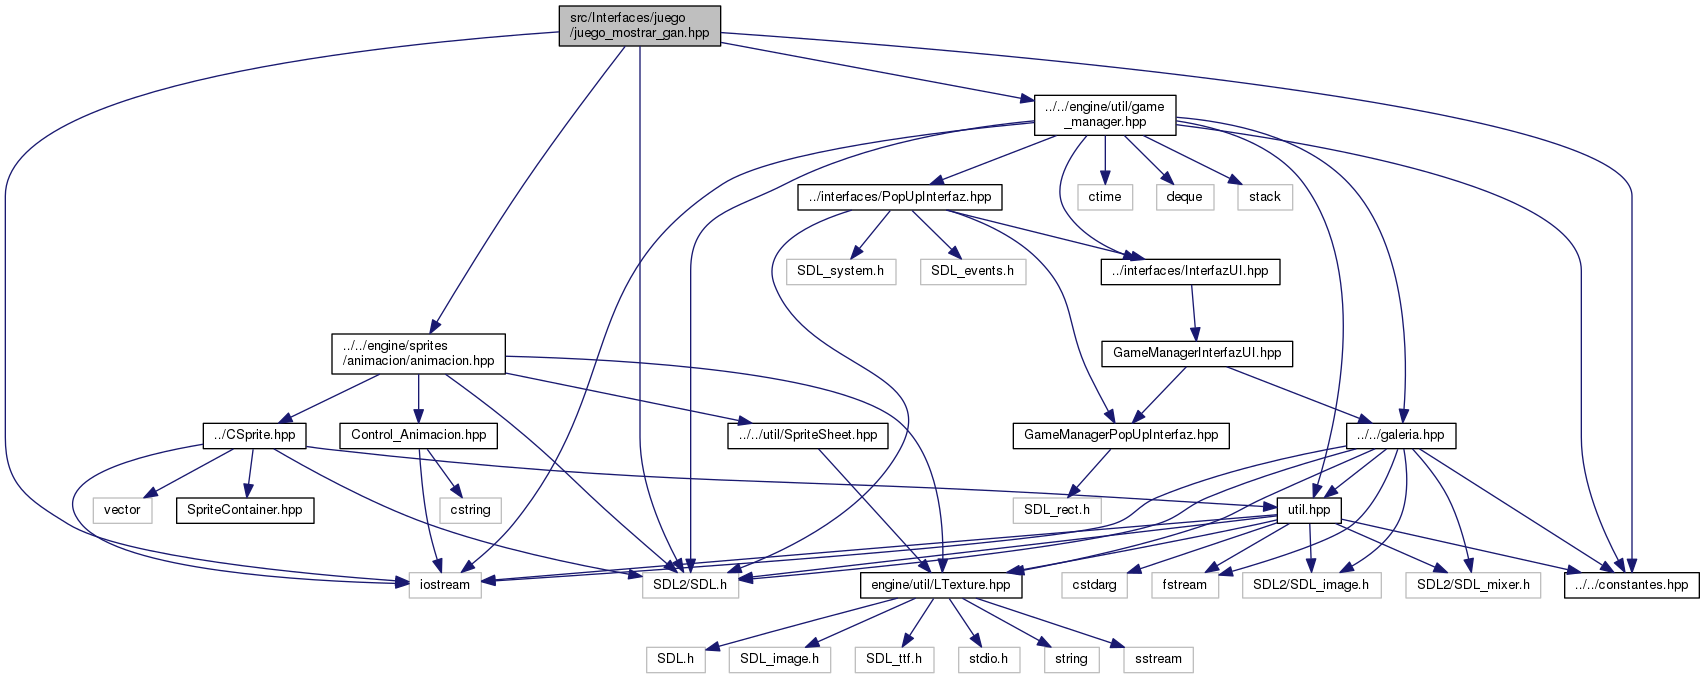 src/Interfaces/juego
/juego_mostrar_gan.hpp
../../engine/util/game
_manager.hpp
../interfaces/PopUpInterfaz.hpp
ctime
deque
stack
SDL_system.h
SDL_events.h
../interfaces/InterfazUI.hpp
../../engine/sprites
/animacion/animacion.hpp
GameManagerInterfazUI.hpp
../CSprite.hpp
Control_Animacion.hpp
../../util/SpriteSheet.hpp
GameManagerPopUpInterfaz.hpp
../../galeria.hpp
vector
SpriteContainer.hpp
cstring
SDL_rect.h
util.hpp
iostream
SDL2/SDL.h
engine/util/LTexture.hpp
cstdarg
fstream
SDL2/SDL_image.h
SDL2/SDL_mixer.h
../../constantes.hpp
SDL.h
SDL_image.h
SDL_ttf.h
stdio.h
string
sstream